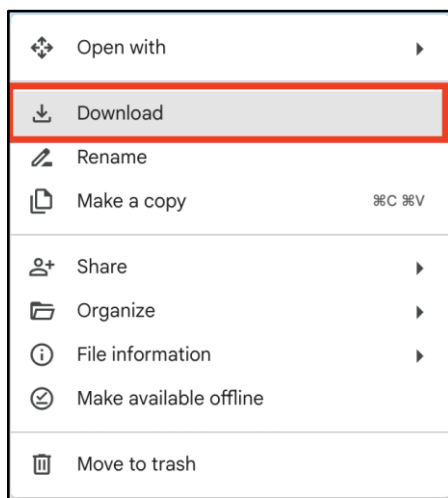 Open with
Download
Rename
Make a copy ⌘C ⌘V
Share
Organize
File information
Make available offline
Move to trash